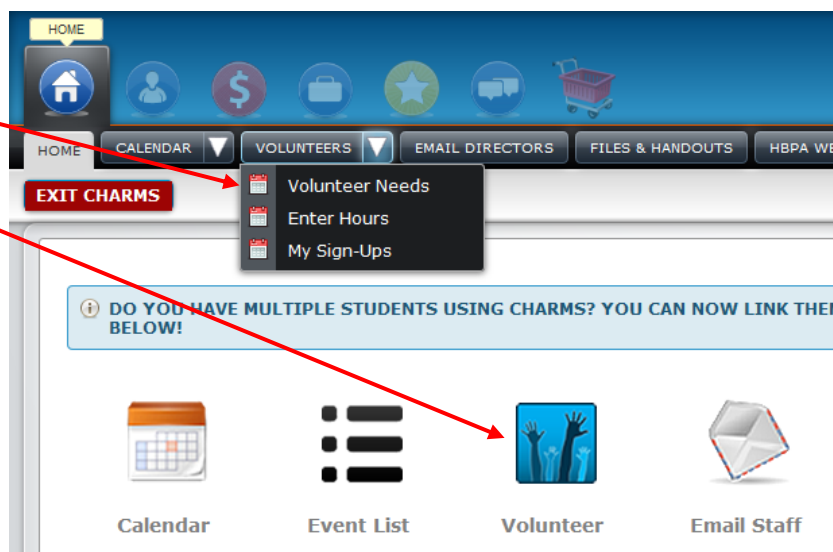 HOME
HOME CALENDAR VOLUNTEERS EMAIL DIRECTORS FILES & HANDOUTS HBPA WE
EXIT CHARMS
Volunteer Needs
Enter Hours
My Sign-Ups
DO YOU HAVE MULTIPLE STUDENTS USING CHARMS? YOU CAN NOW LINK THE
BELOW!
Calendar Event List Volunteer Email Staff